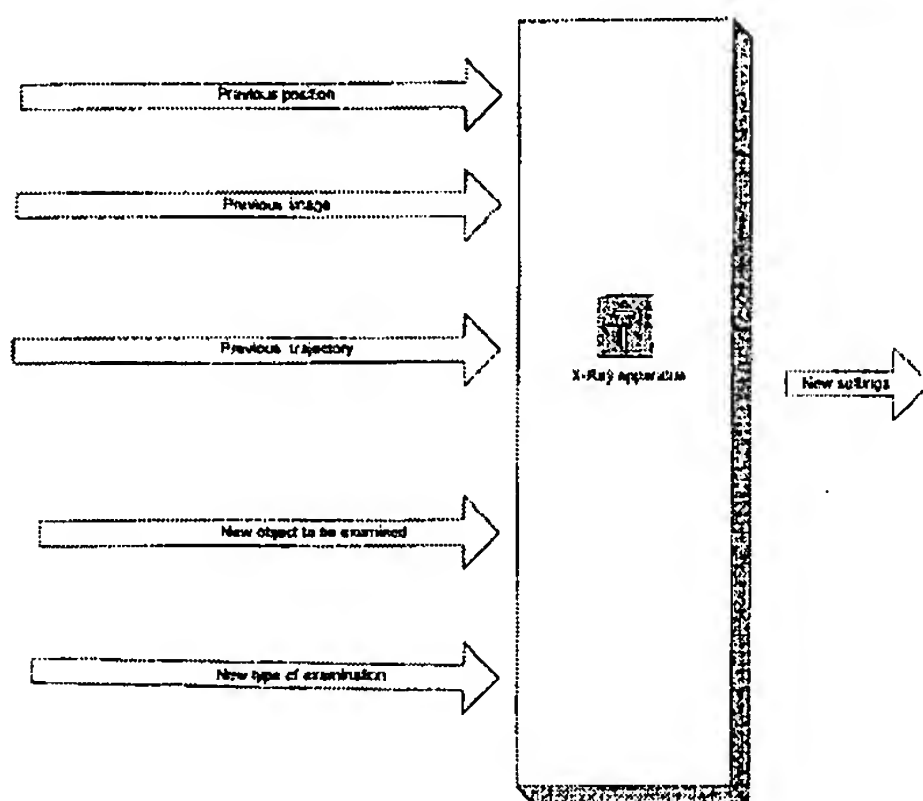 Previous position
Previous image
Previous trajectory
X-Ray apparatus
New settings
New object to be examined
New type of examination